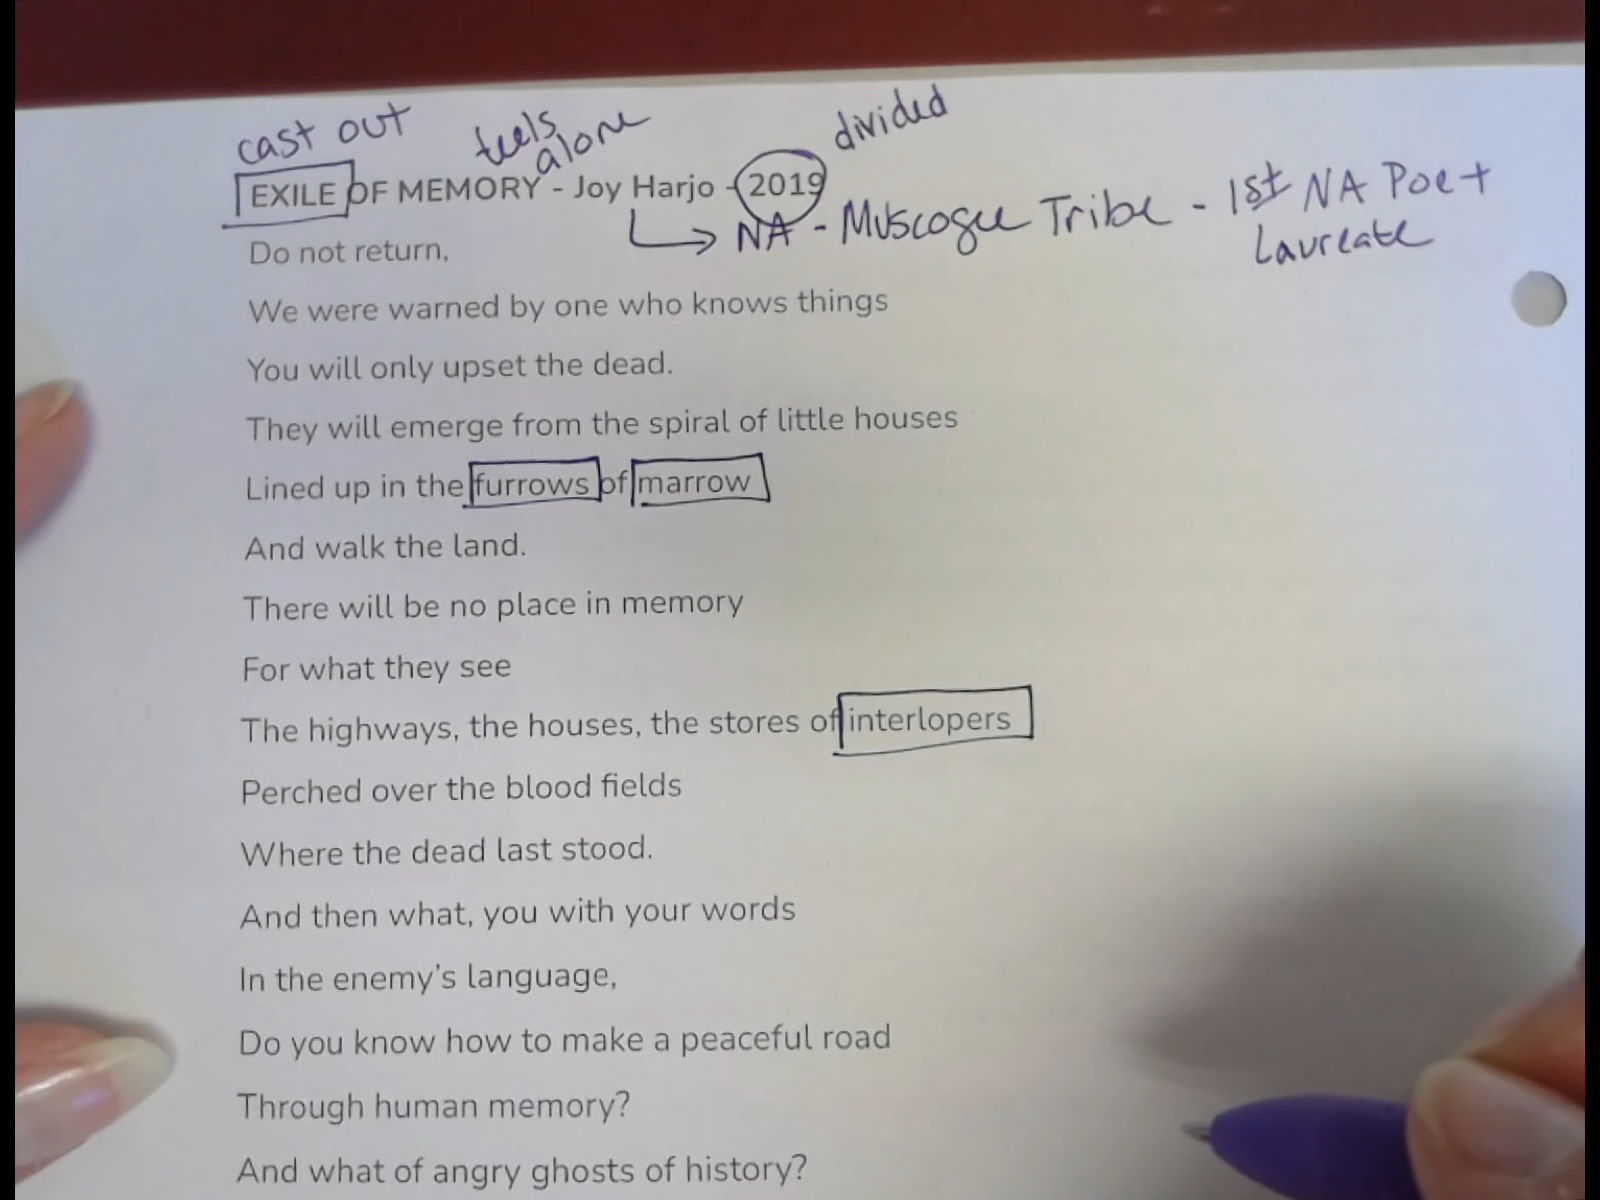 cast out feels alone divided
EXILE OF MEMORY - Joy Harjo - 2019
NA - Muscogee Tribe - 1st NA Poet
Laureate
Do not return,
We were warned by one who knows things
You will only upset the dead.
They will emerge from the spiral of little houses
Lined up in the furrows of marrow
And walk the land.
There will be no place in memory
For what they see
The highways, the houses, the stores of interlopers
Perched over the blood fields
Where the dead last stood.
And then what, you with your words
In the enemy's language,
Do you know how to make a peaceful road
Through human memory?
And what of angry ghosts of history?